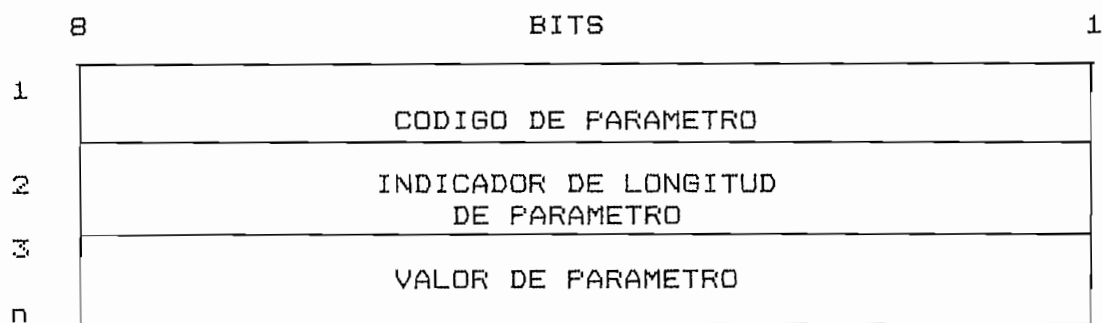 8 BITS 1
1
CODIGO DE PARAMETRO
2 INDICADOR DE LONGITUD
DE PARAMETRO
3
VALOR DE PARAMETRO
n